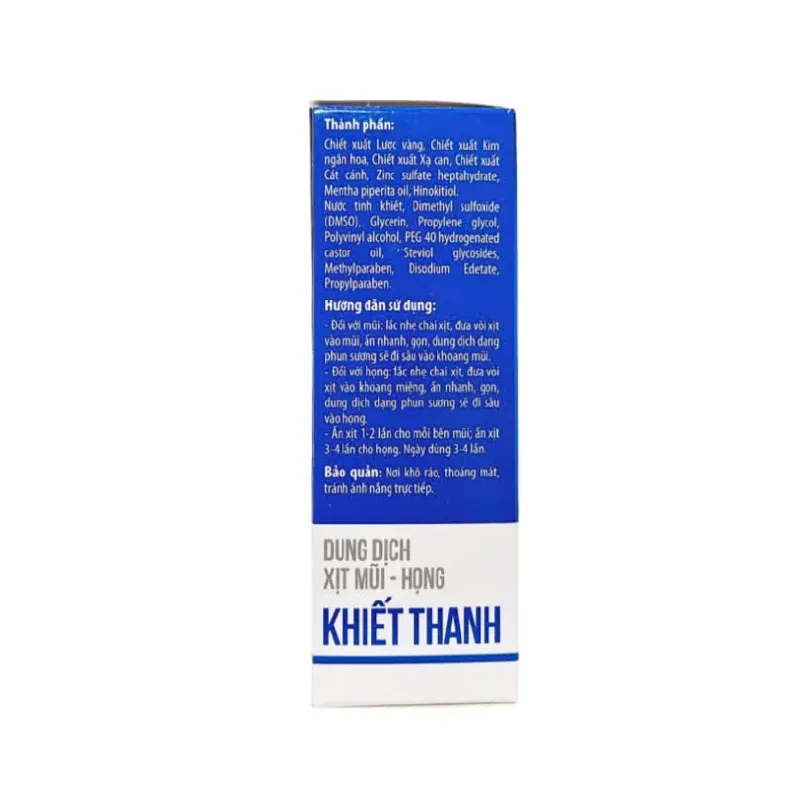 Thành phần:
Chiết xuất Lược vàng, Chiết xuất Kim
ngân hoa, Chiết xuất Xạ can, Chiết xuất
Cát cánh, Zinc sulfate heptahydrate,
Mentha piperita oil, Hinokitiol.
Nước tinh khiết, Dimethyl sulfoxide
(DMSO), Glycerin, Propylene glycol,
Polyvinyl alcohol, PEG 40 hydrogenated
castor oil, Steviol glycosides,
Methylparaben, Disodium Edetate,
Propylparaben.
Hướng dẫn sử dụng:
- Đối với mũi: lắc nhẹ chai xịt, đưa vòi xịt
vào mũi, ấn nhanh, gọn, dung dịch dạng
phun sương sẽ đi sâu vào khoang mũi.
- Đối với họng: lắc nhẹ chai xịt, đưa vòi
xịt vào khoang miệng, ấn nhanh, gọn,
dung dịch dạng phun sương sẽ đi sâu
vào họng.
- Ấn xịt 1-2 lần cho mỗi bên mũi; ấn xịt
3-4 lần cho họng. Ngày dùng 3-4 lần.
Bảo quản: Nơi khô ráo, thoáng mát,
tránh ánh nắng trực tiếp.
DUNG DỊCH
XỊT MŨI - HỌNG
KHIẾT THANH